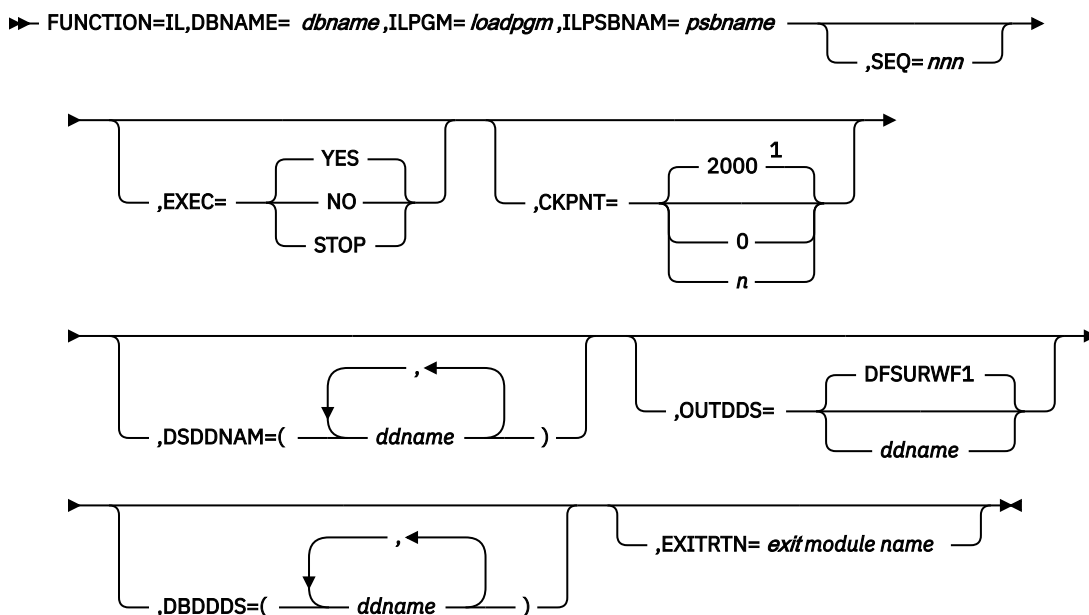 FUNCTION=IL,DBNAME= dbname ,ILPGM= loadpgm ,ILPSBNAM= psbname
,SEQ= nnn
,EXEC=
YES
NO
STOP
,CKPNT=
2000 1
0
n
,DSDDNAM=(
,
ddname
)
,OUTDDS=
DFSURWF1
ddname
,DBDDDS=(
,
ddname
)
,EXITRTN= exit module name